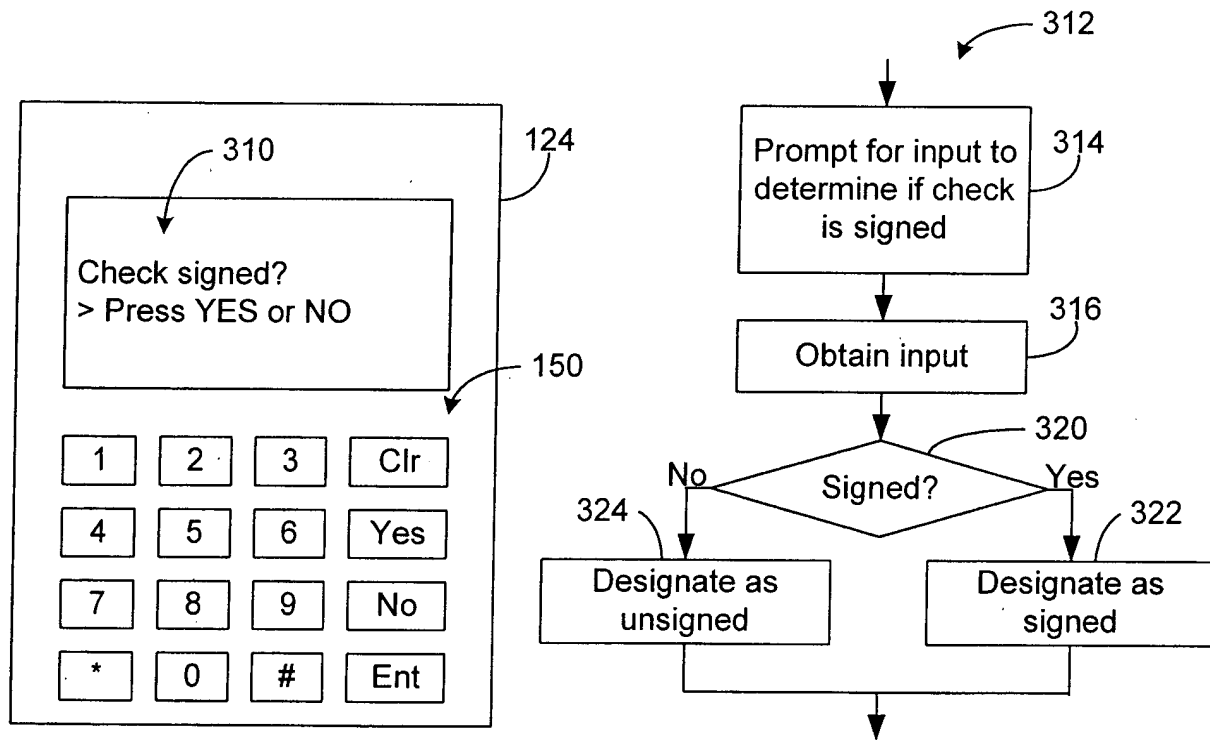 310
124
Check signed?
> Press YES or NO
150
1 2 3 Clr
4 5 6 Yes
7 8 9 No
* 0 # Ent
312
Prompt for input to
determine if check
is signed
314
Obtain input
316
Signed?
320
No
Yes
324
Designate as
unsigned
322
Designate as
signed